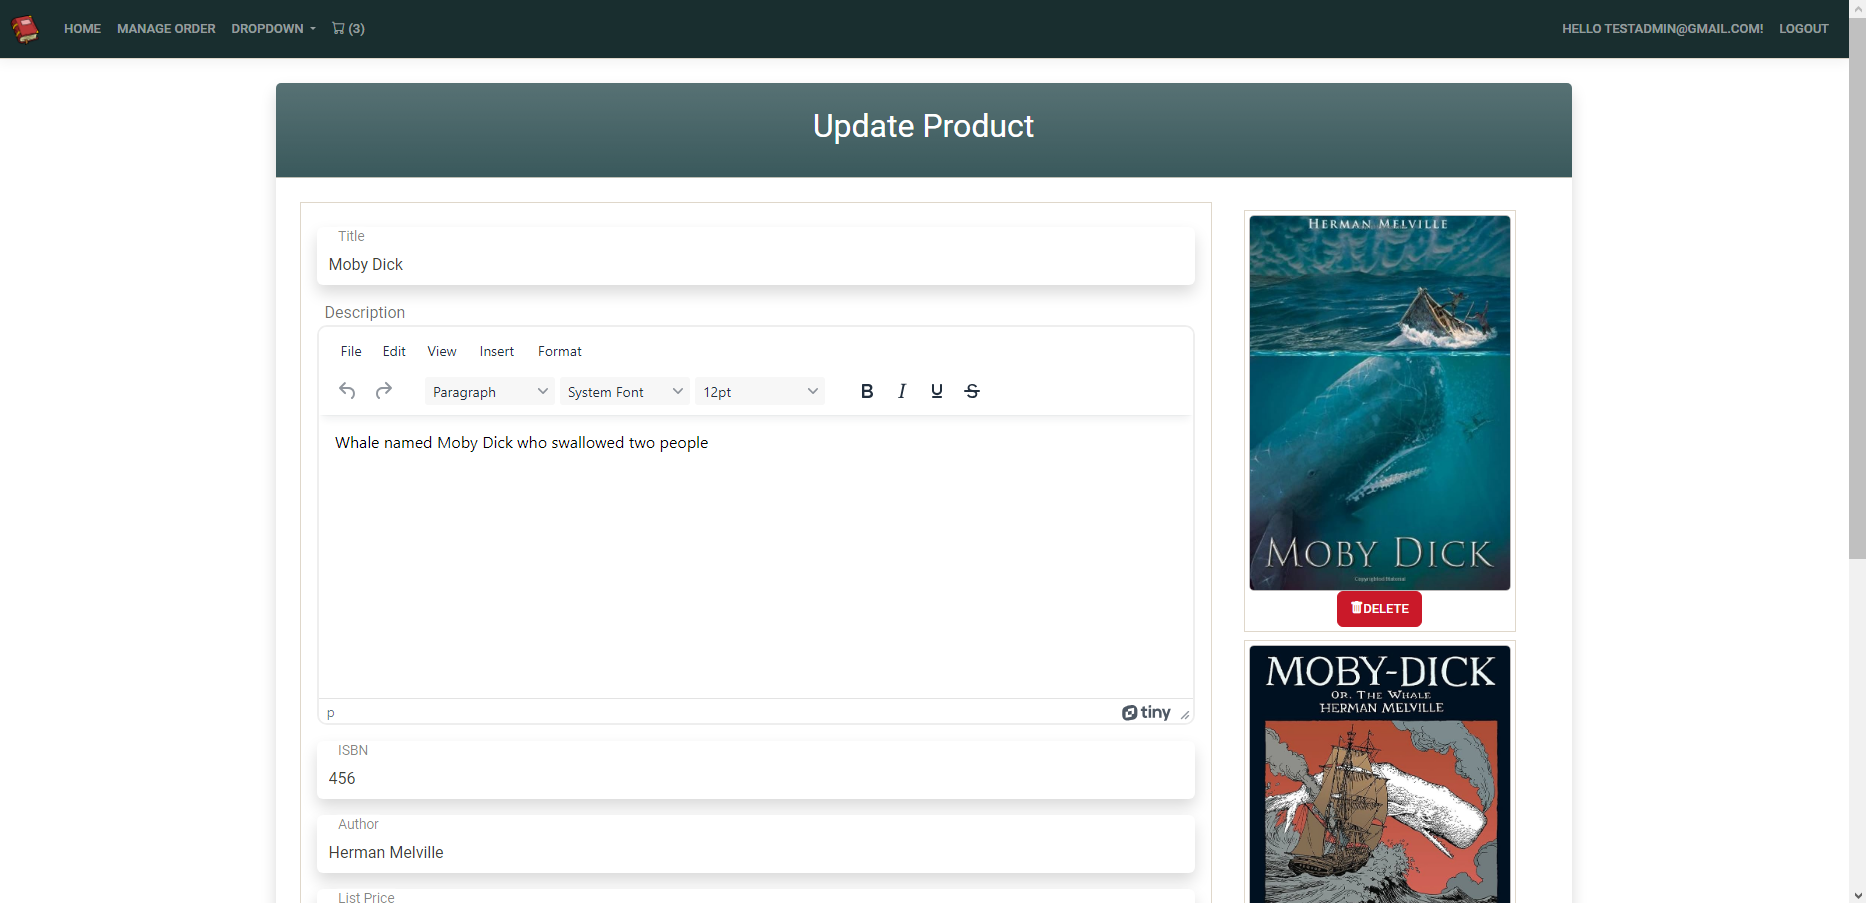 HOME MANAGE ORDER DROPDOWN (3) HELLO TESTADMIN@GMAIL.COM! LOGOUT
Update Product
Title
Moby Dick
Description
File Edit View Insert Format
Paragraph System Font 12pt B I U S
Whale named Moby Dick who swallowed two people
p tiny
ISBN
456
Author
Herman Melville
List Price
HERMAN MELVILLE
MOBY DICK
Copyrighted Material
DELETE
MOBY-DICK
OR, THE WHALE
HERMAN MELVILLE